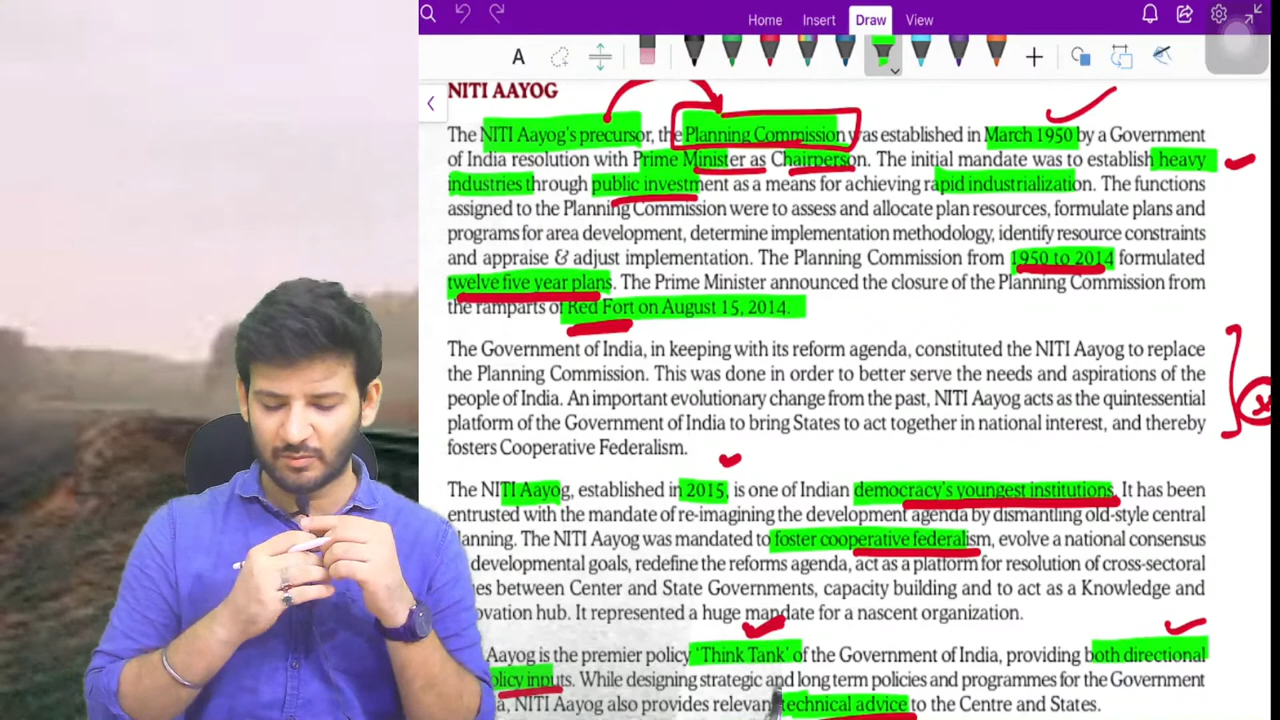 Home Insert Draw View
A
NITI AAYOG
The NITI Aayog's precursor, the Planning Commission was established in March 1950 by a Government
of India resolution with Prime Minister as Chairperson. The initial mandate was to establish heavy
industries through public investment as a means for achieving rapid industrialization. The functions
assigned to the Planning Commission were to assess and allocate plan resources, formulate plans and
programs for area development, determine implementation methodology, identify resource constraints
and appraise & adjust implementation. The Planning Commission from 1950 to 2014 formulated
twelve five year plans. The Prime Minister announced the closure of the Planning Commission from
the ramparts of Red Fort on August 15, 2014.
The Government of India, in keeping with its reform agenda, constituted the NITI Aayog to replace
the Planning Commission. This was done in order to better serve the needs and aspirations of the
people of India. An important evolutionary change from the past, NITI Aayog acts as the quintessential
platform of the Government of India to bring States to act together in national interest, and thereby
fosters Cooperative Federalism.
The NITI Aayog, established in 2015, is one of Indian democracy's youngest institutions. It has been
entrusted with the mandate of re-imagining the development agenda by dismantling old-style central
lanning. The NITI Aayog was mandated to foster cooperative federalism, evolve a national consensus
developmental goals, redefine the reforms agenda, act as a platform for resolution of cross-sectoral
es between Center and State Governments, capacity building and to act as a Knowledge and
ovation hub. It represented a huge mandate for a nascent organization.
Aayog is the premier policy 'Think Tank' of the Government of India, providing both directional
olicy inputs. While designing strategic and long term policies and programmes for the Government
a, NITI Aayog also provides relevant technical advice to the Centre and States.